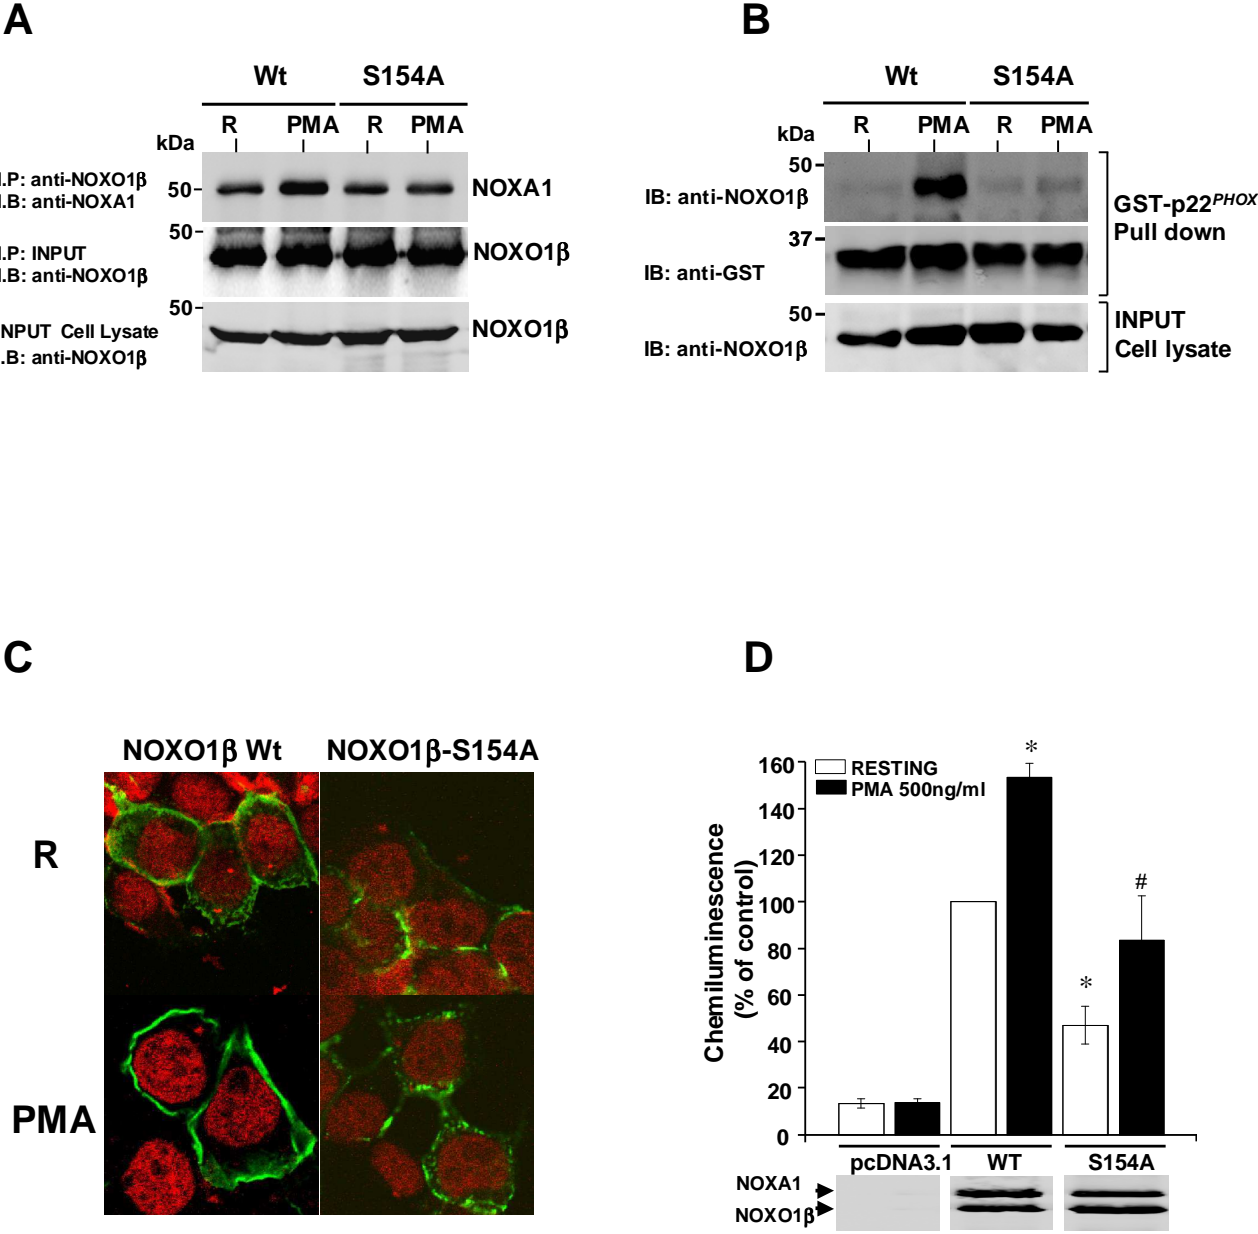 A
Wt S154A
R PMA R PMA
kDa
I.P: anti-NOXO1β
I.B: anti-NOXA1
50
NOXA1
50
I.P: INPUT
I.B: anti-NOXO1β
NOXO1β
50
NPUT Cell Lysate
.B: anti-NOXO1β
NOXO1β
B
Wt S154A
R PMA R PMA
kDa
50
IB: anti-NOXO1β
37
IB: anti-GST
GST-p22PHOX
Pull down
50
IB: anti-NOXO1β
INPUT
Cell lysate
C
NOXO1β Wt NOXO1β-S154A
R
PMA
D
Chemiluminescence
(% of control)
160
140
120
100
80
60
40
20
0
RESTING
PMA 500ng/ml
*
*
#
pcDNA3.1 WT S154A
NOXA1
NOXO1β